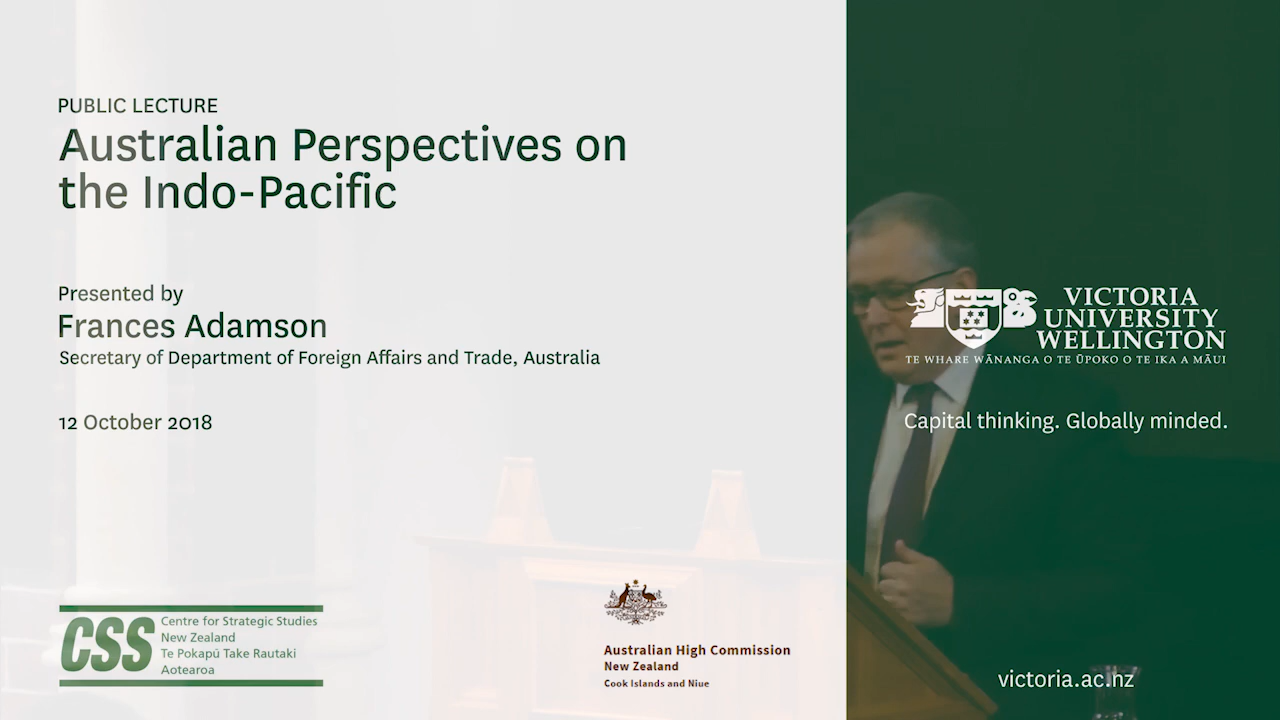 PUBLIC LECTURE
Australian Perspectives on
the Indo-Pacific
Presented by
Frances Adamson
Secretary of Department of Foreign Affairs and Trade, Australia
12 October 2018
CSS
Centre for Strategic Studies
New Zealand
Te Pokapū Take Rautaki
Aotearoa
Australian High Commission
New Zealand
Cook Islands and Niue
VICTORIA
UNIVERSITY
WELLINGTON
TE WHARE WĀNANGA O TE ŪPOKO O TE IKA A MĀUI
Capital thinking. Globally minded.
victoria.ac.nz